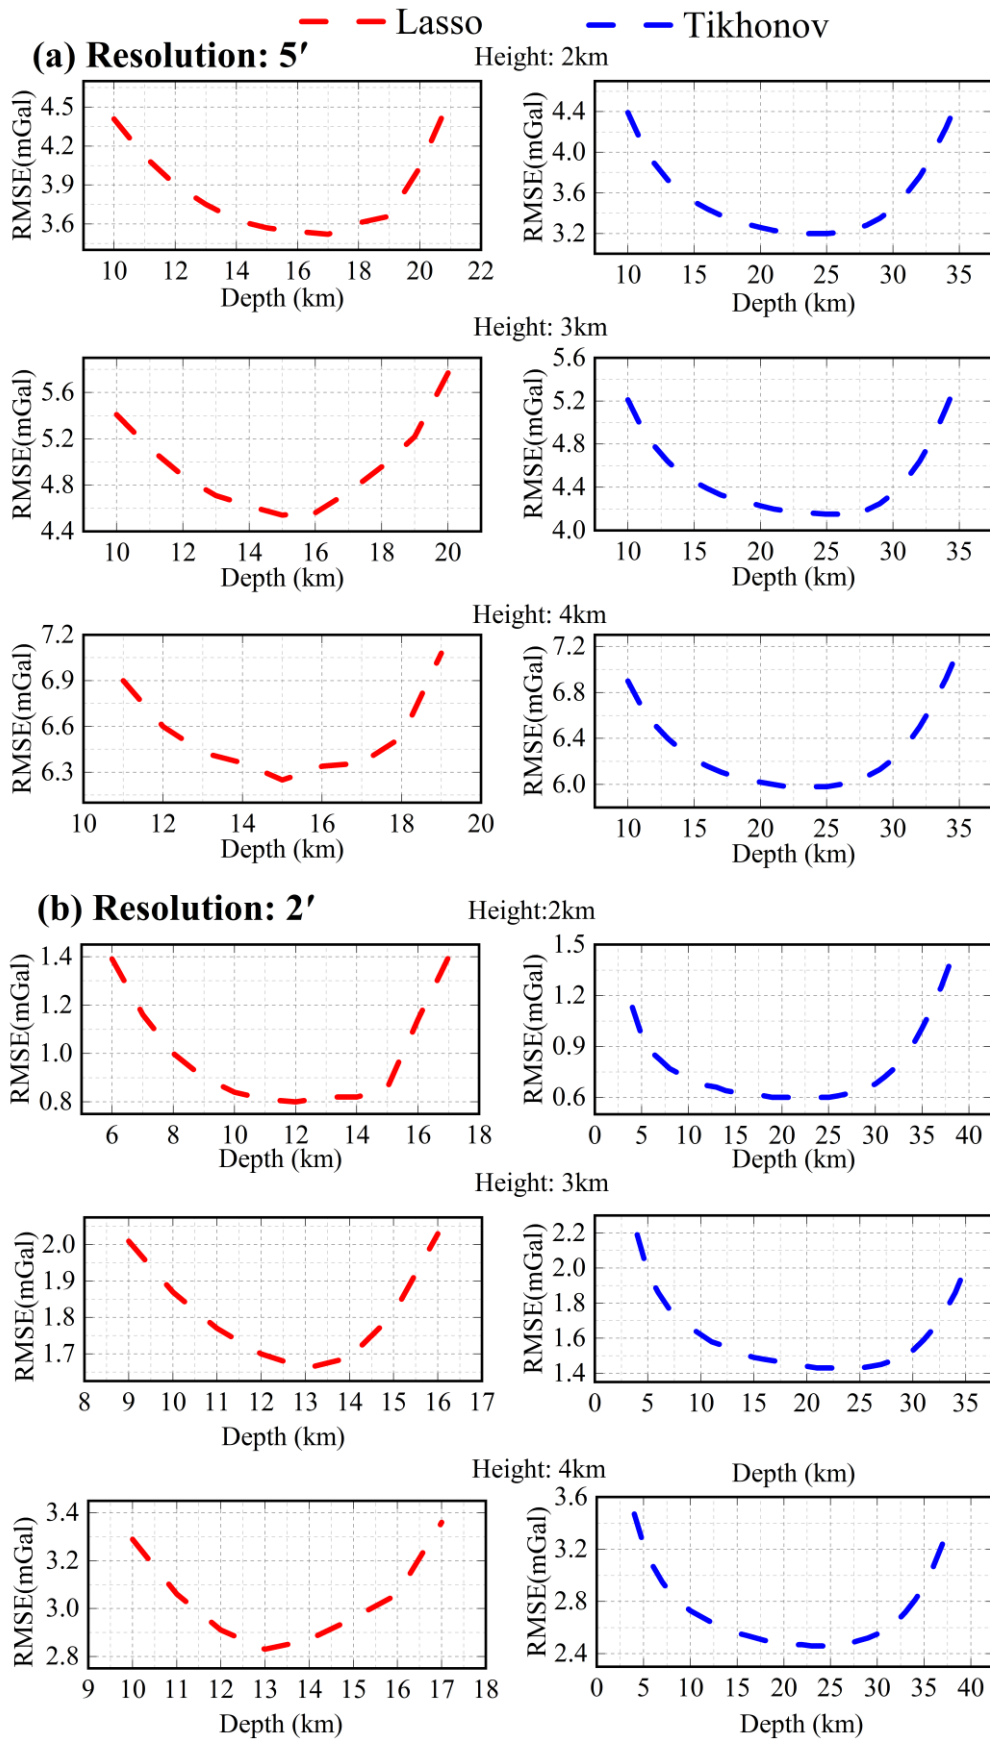 Lasso Tikhonov
(a) Resolution: 5′ Height: 2km
RMSE(mGal) 4.5 4.2 3.9 3.6
10 12 14 16 18 20 22
Depth (km)
RMSE(mGal) 4.4 4.0 3.6 3.2
10 15 20 25 30 35
Depth (km)
Height: 3km
RMSE(mGal) 5.6 5.2 4.8 4.4
10 12 14 16 18 20
Depth (km)
RMSE(mGal) 5.6 5.2 4.8 4.4 4.0
10 15 20 25 30 35
Depth (km)
Height: 4km
RMSE(mGal) 7.2 6.9 6.6 6.3
10 12 14 16 18 20
Depth (km)
RMSE(mGal) 7.2 6.8 6.4 6.0
10 15 20 25 30 35
Depth (km)
(b) Resolution: 2′ Height:2km
RMSE(mGal) 1.4 1.2 1.0 0.8
6 8 10 12 14 16 18
Depth (km)
RMSE(mGal) 1.5 1.2 0.9 0.6
0 5 10 15 20 25 30 35 40
Depth (km)
Height: 3km
RMSE(mGal) 2.0 1.9 1.8 1.7
8 9 10 11 12 13 14 15 16 17
Depth (km)
RMSE(mGal) 2.2 2.0 1.8 1.6 1.4
0 5 10 15 20 25 30 35
Depth (km)
Height: 4km
RMSE(mGal) 3.4 3.2 3.0 2.8
9 10 11 12 13 14 15 16 17 18
Depth (km)
RMSE(mGal) 3.6 3.2 2.8 2.4
0 5 10 15 20 25 30 35 40
Depth (km)